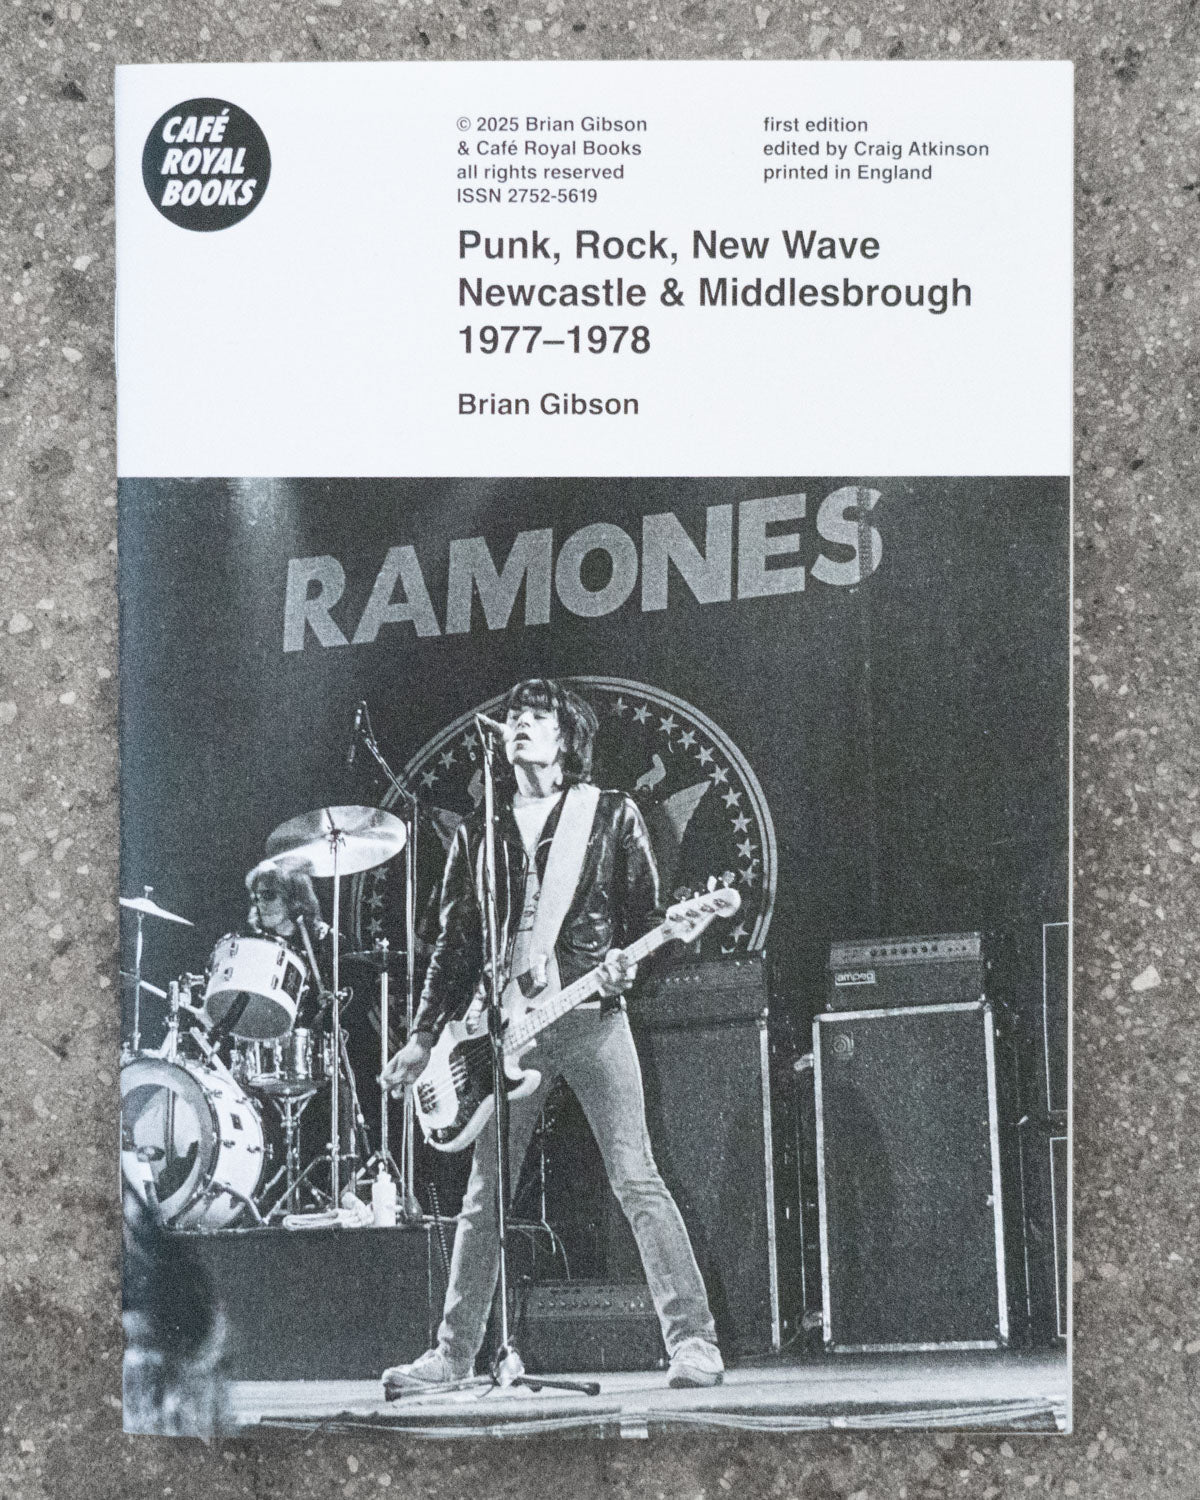 CAFÉ
ROYAL
BOOKS
© 2025 Brian Gibson
& Café Royal Books
all rights reserved
ISSN 2752-5619
first edition
edited by Craig Atkinson
printed in England
Punk, Rock, New Wave
Newcastle & Middlesbrough
1977–1978
Brian Gibson
RAMONES
ampeg